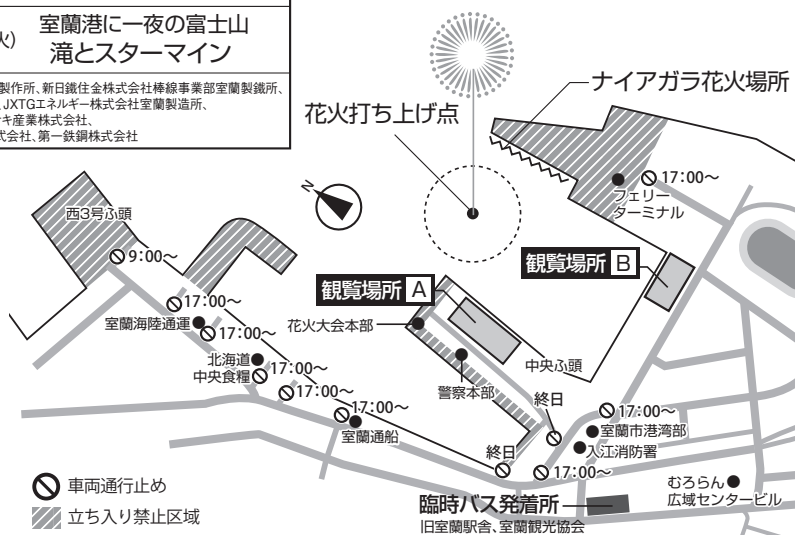 火) 室蘭港に一夜の富士山
滝とスターマイン
製作所、新日鐵住金株式会社棒線事業部室蘭製鐵所、
、JXTGエネルギー株式会社室蘭製造所、
キ産業株式会社、
式会社、第一鉄鋼株式会社
ナイアガラ花火場所
花火打ち上げ点
17:00〜
フェリー
ターミナル
N
西3号ふ頭
9:00〜
観覧場所 B
観覧場所 A
17:00〜
室蘭海陸通運
17:00〜
花火大会本部
中央ふ頭
北海道
中央食糧
17:00〜
警察本部
17:00〜
17:00〜
室蘭通船
終日
17:00〜
室蘭市港湾部
入江消防署
終日
17:00〜
車両通行止め
立ち入り禁止区域
臨時バス発着所
旧室蘭駅舎、室蘭観光協会
むろらん
広域センタービル